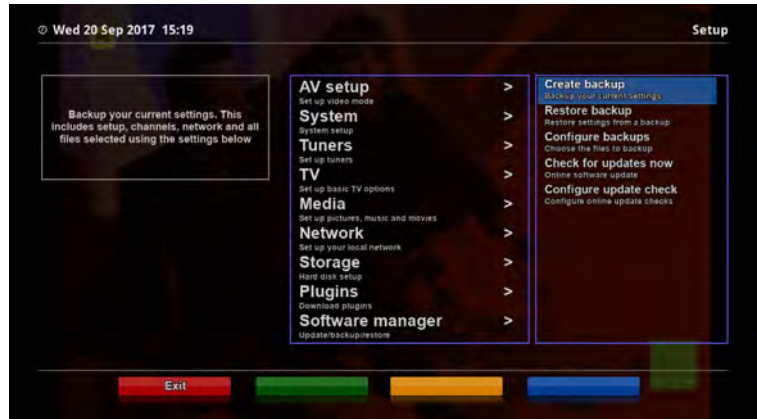 Wed 20 Sep 2017 15:19
Setup
Backup your current settings. This
includes setup, channels, network and all
files selected using the settings below
AV setup >
Set up video mode
System >
System setup
Tuners >
Set up tuners
TV >
Set up basic TV options
Media >
Set up pictures, music and movies
Network >
Set up your local network
Storage >
Hard disk setup
Plugins >
Download plugins
Software manager >
Update/backup/restore
Create backup
Backup your current settings
Restore backup
Restore settings from a backup
Configure backups
Choose the files to backup
Check for updates now
Online software update
Configure update check
Configure online update checks
Exit